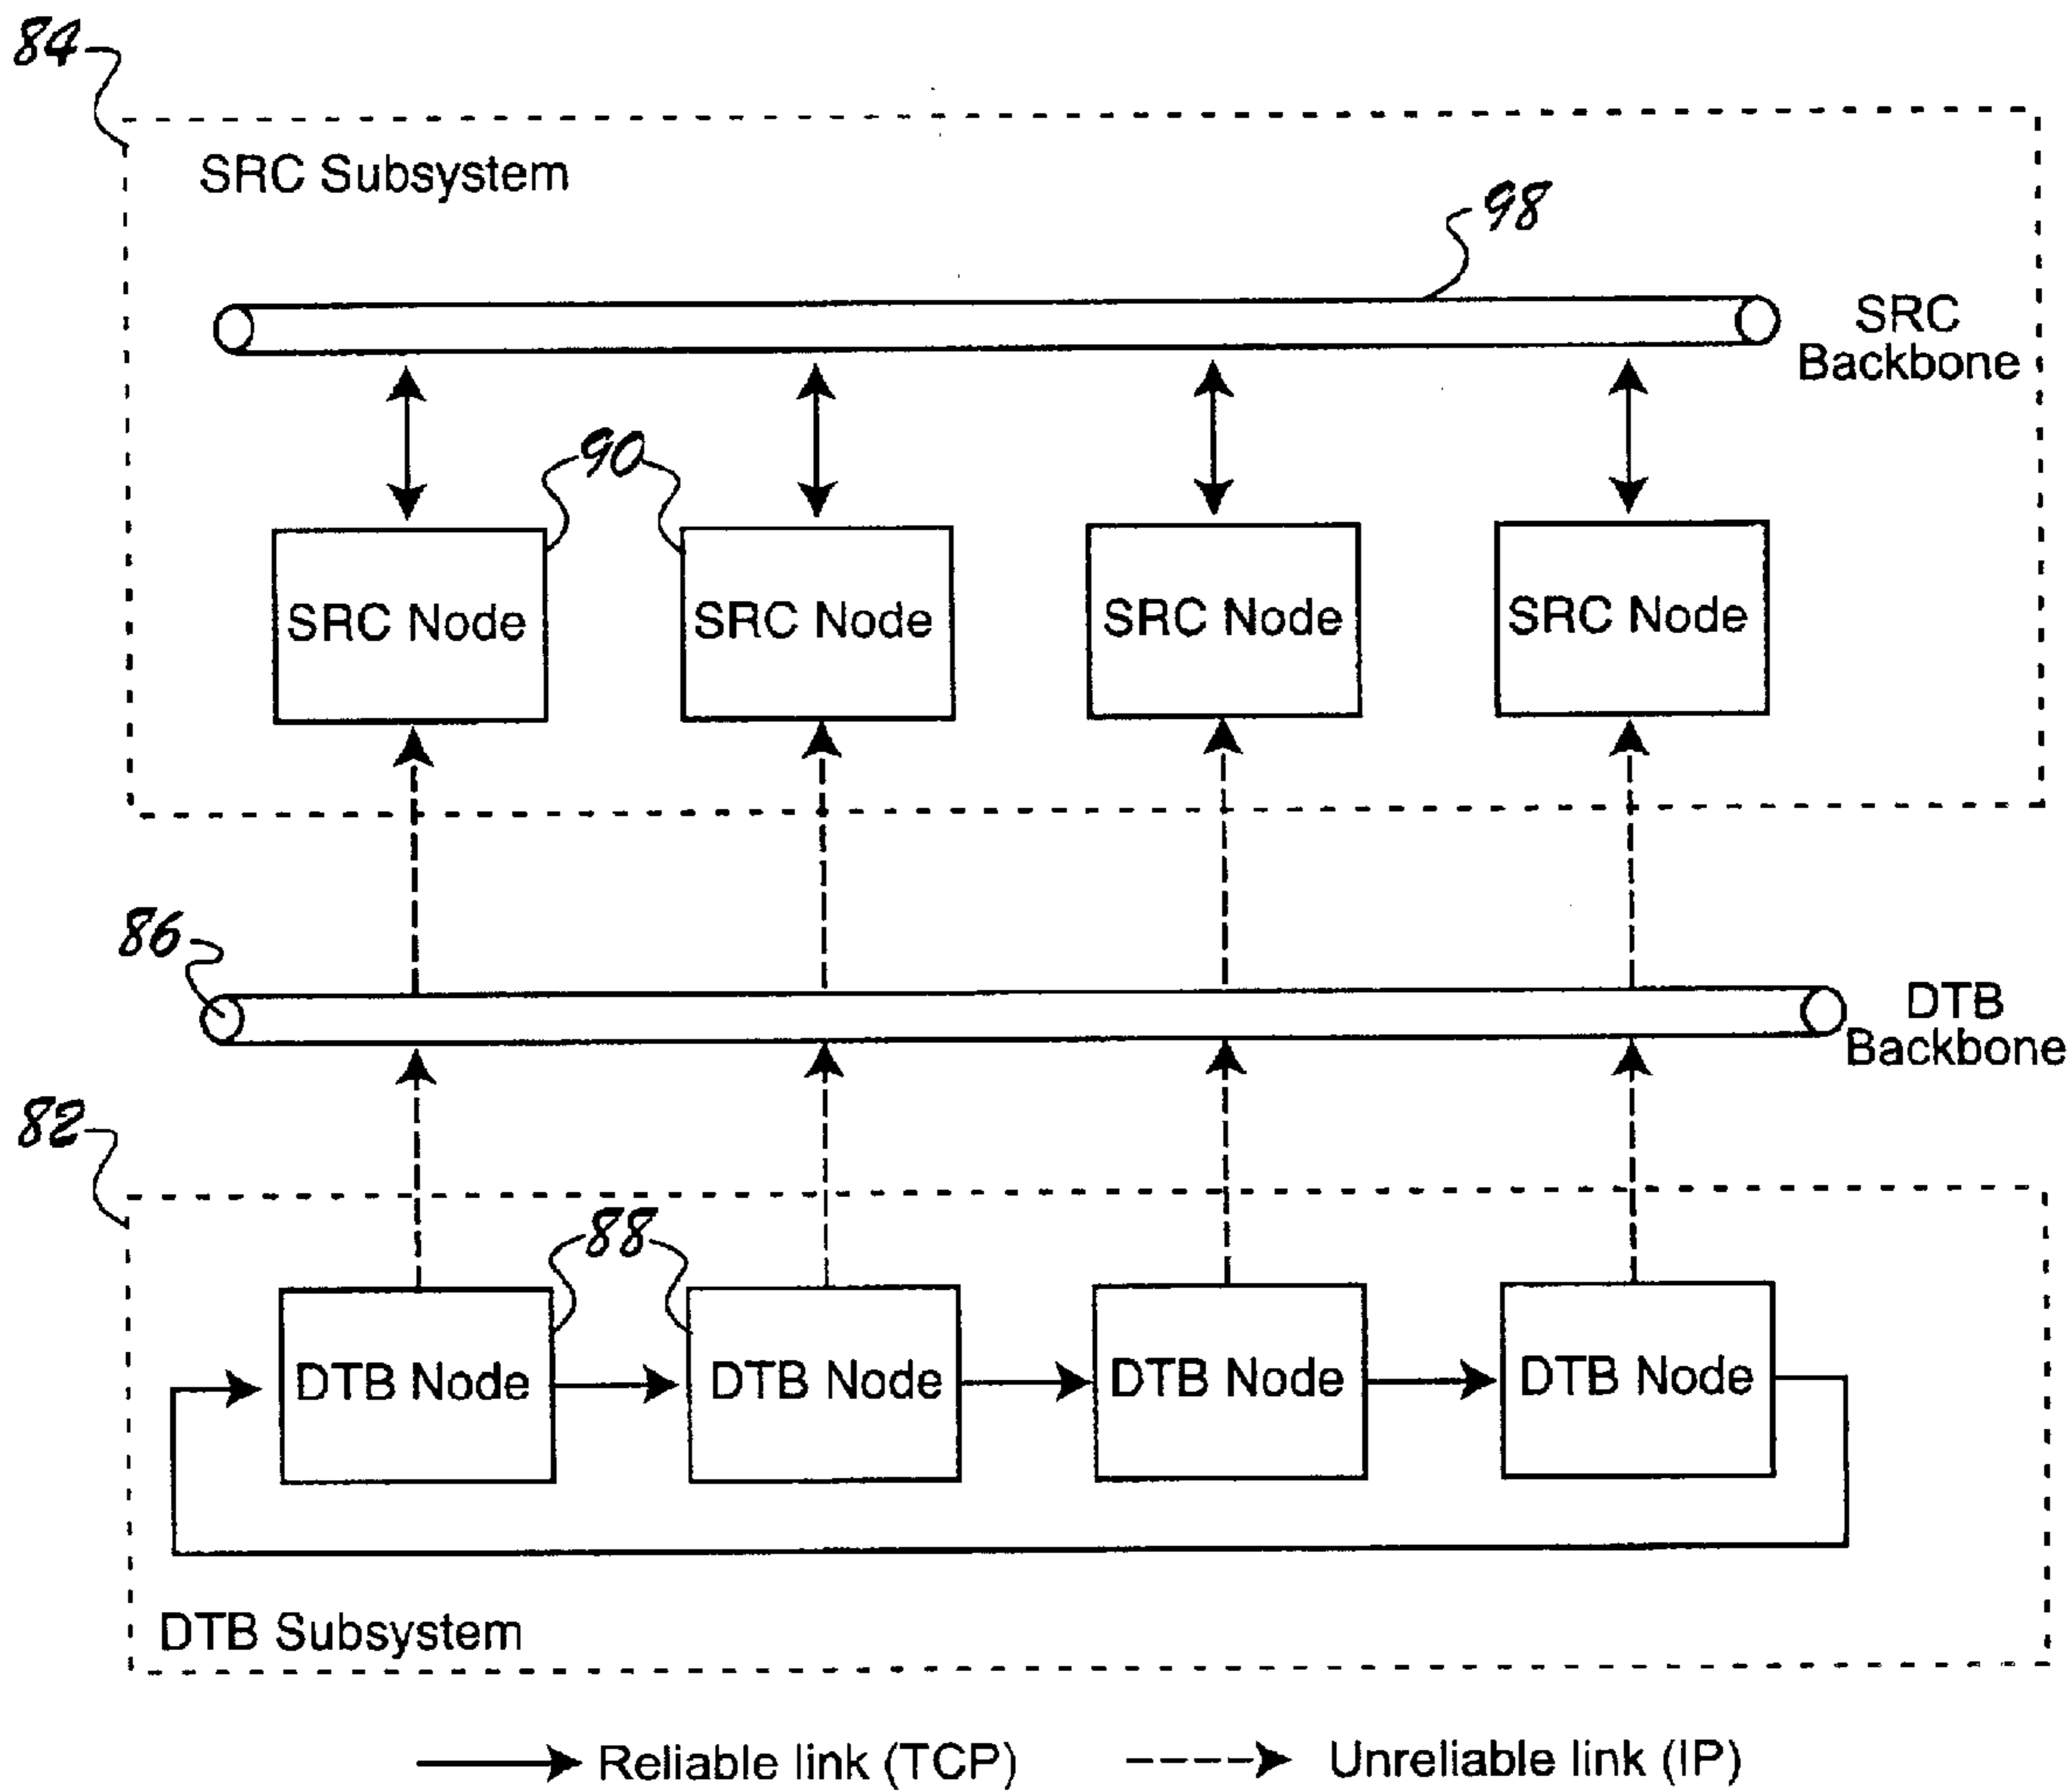 84
SRC Subsystem
98
SRC
Backbone
90
SRC Node
SRC Node
SRC Node
SRC Node
86
DTB
Backbone
82
88
DTB Node
DTB Node
DTB Node
DTB Node
DTB Subsystem
Reliable link (TCP)
Unreliable link (IP)